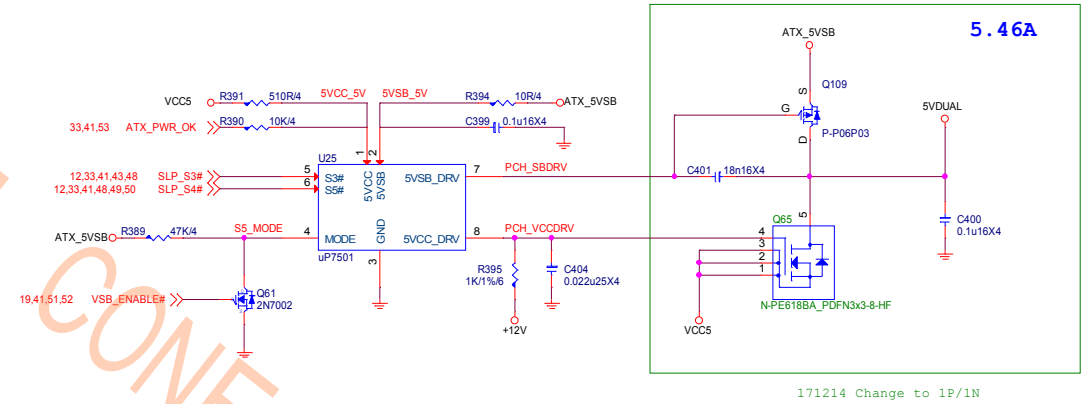 5.46A
ATX_5VSB
Q109
S
G
D
P-P06P03
5VDUAL
VCC5
R391
510R/4
5VCC_5V
5VSB_5V
R394
10R/4
ATX_5VSB
33,41,53
ATX_PWR_OK
R390
10K/4
C399
0.1u16X4
1
2
U25
12,33,41,43,48
SLP_S3#
5
S3#
5VCC
5VSB
5VSB_DRV
7
PCH_SBDRV
C401
18n16X4
12,33,41,48,49,50
SLP_S4#
6
S5#
C400
0.1u16X4
ATX_5VSB
R389
47K/4
S5_MODE
4
MODE
GND
5VCC_DRV
8
PCH_VCCDRV
uP7501
3
Q65
5
4
3
2
1
R395
1K/1%/6
C404
0.022u25X4
19,41,51,52
VSB_ENABLE#
Q61
2N7002
+12V
VCC5
N-PE618BA_PDFN3x3-8-HF
171214 Change to 1P/1N